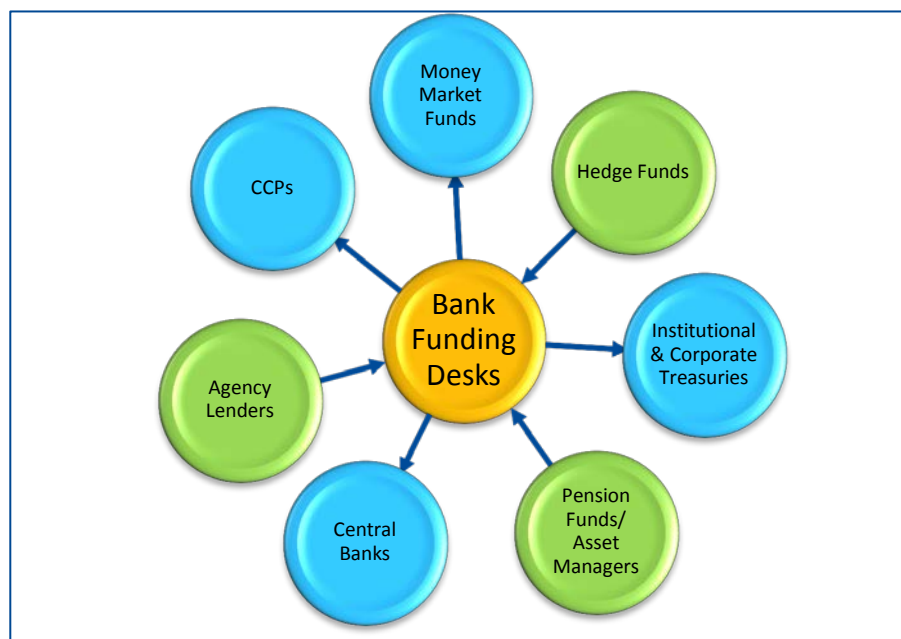 Money
Market
Funds
Hedge Funds
CCPs
Bank
Funding
Desks
Institutional
& Corporate
Treasuries
Agency
Lenders
Central
Banks
Pension
Funds/
Asset
Managers